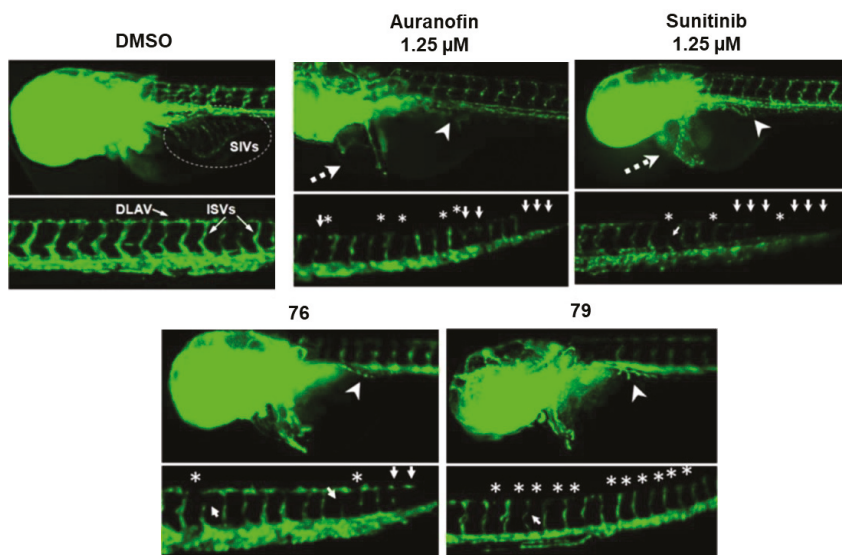 DMSO
Auranofin
1.25 µM
Sunitinib
1.25 µM
SIVs
DLAV
ISVs
* * * * *
* * *
76
79
* *
* * * * * * * * * * *